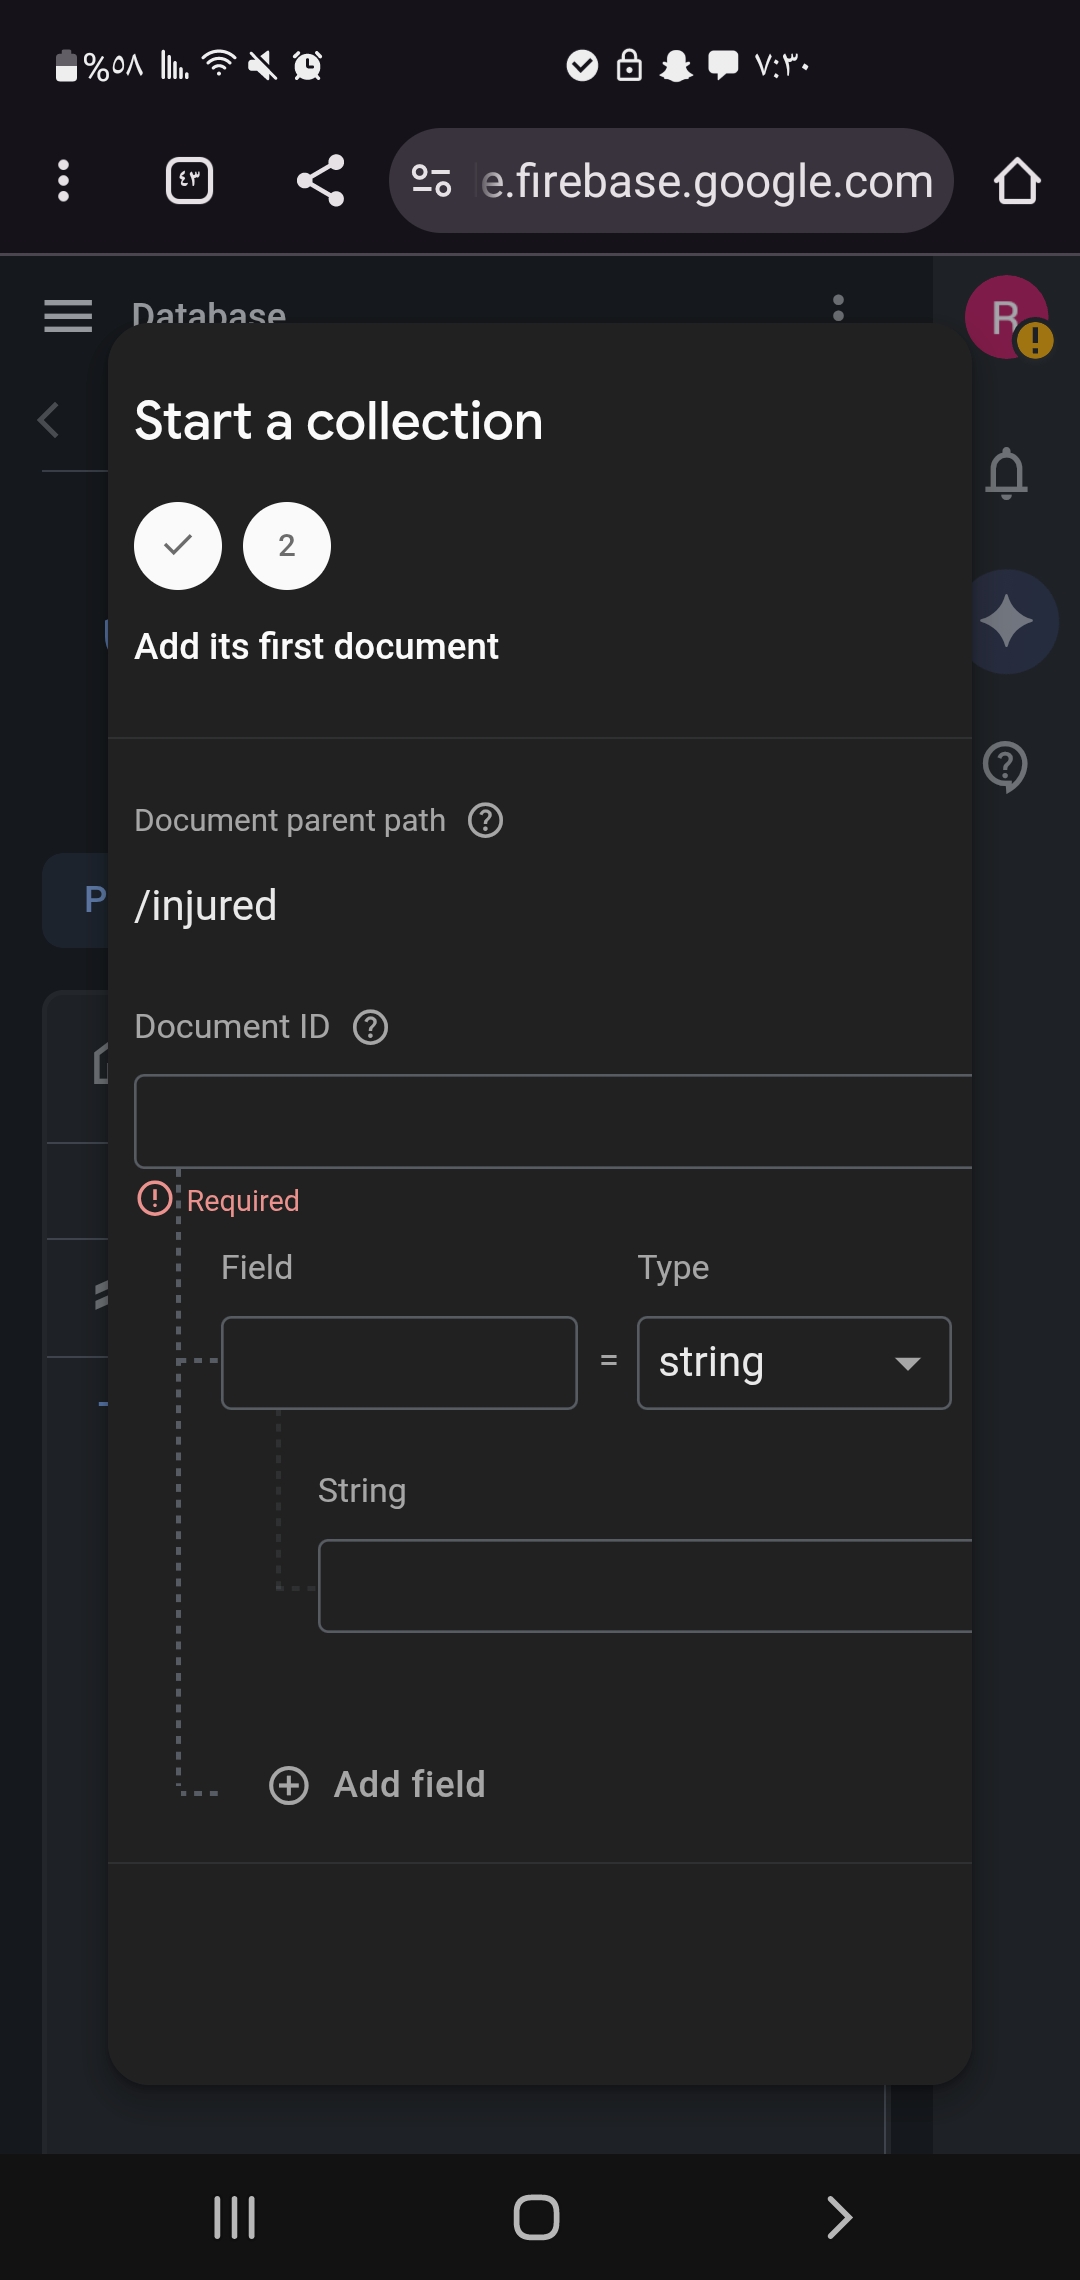 %٥٨
٧:٣٠
٤٣
e.firebase.google.com
Database
R
Start a collection
2
Add its first document
Document parent path
/injured
P
Document ID
Required
Field
Type
=
string
String
Add field